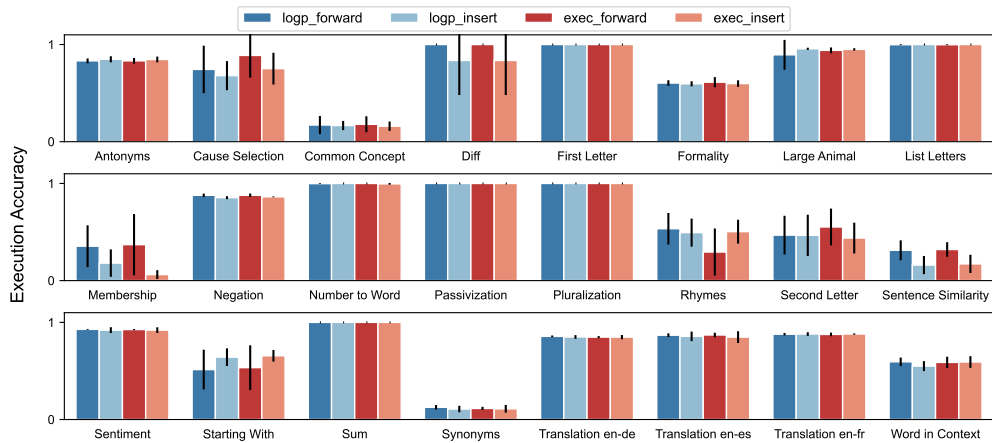 logp_forward logp_insert exec_forward exec_insert
Execution Accuracy
1
0
Antonyms Cause Selection Common Concept Diff First Letter Formality Large Animal List Letters
1
0
Membership Negation Number to Word Passivization Pluralization Rhymes Second Letter Sentence Similarity
1
0
Sentiment Starting With Sum Synonyms Translation en-de Translation en-es Translation en-fr Word in Context